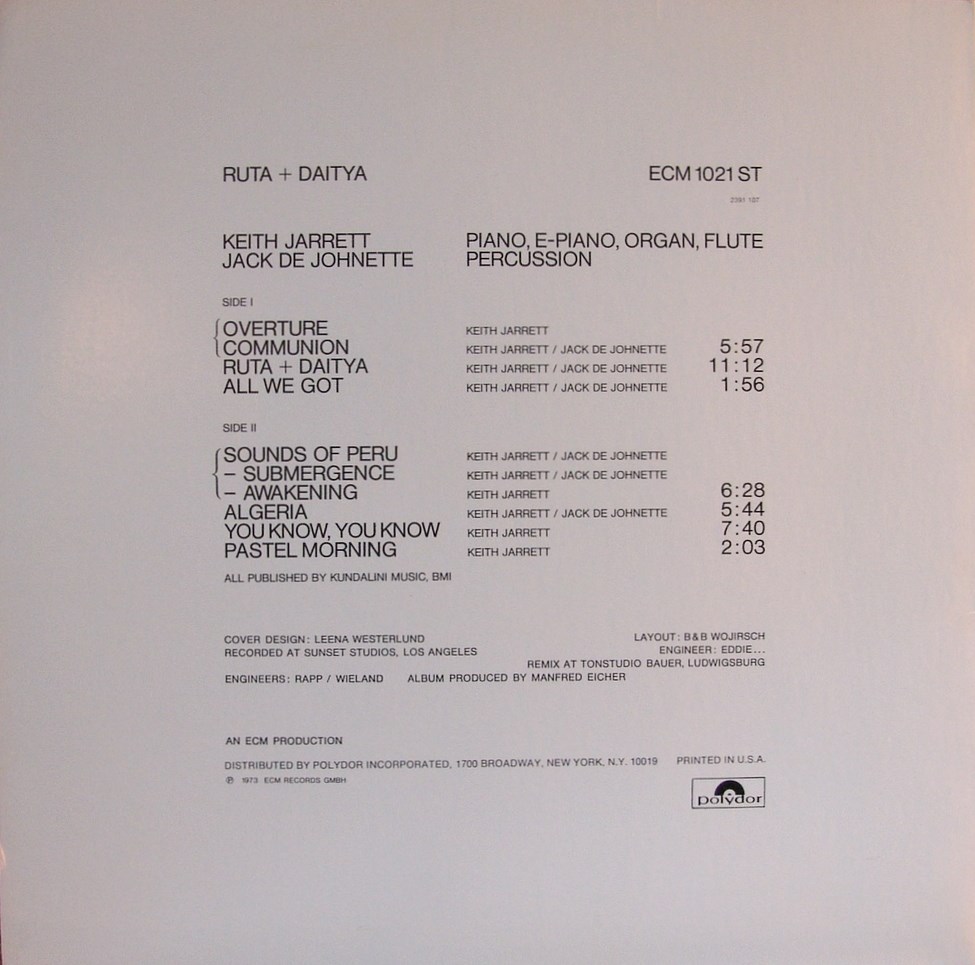 RUTA + DAITYA ECM 1021 ST
2391 107
KEITH JARRETT PIANO, E-PIANO, ORGAN, FLUTE
JACK DE JOHNETTE PERCUSSION
SIDE I
OVERTURE KEITH JARRETT
COMMUNION KEITH JARRETT / JACK DE JOHNETTE 5:57
RUTA + DAITYA KEITH JARRETT / JACK DE JOHNETTE 11:12
ALL WE GOT KEITH JARRETT / JACK DE JOHNETTE 1:56
SIDE II
SOUNDS OF PERU KEITH JARRETT / JACK DE JOHNETTE
– SUBMERGENCE KEITH JARRETT / JACK DE JOHNETTE
– AWAKENING KEITH JARRETT 6:28
ALGERIA KEITH JARRETT / JACK DE JOHNETTE 5:44
YOU KNOW, YOU KNOW KEITH JARRETT 7:40
PASTEL MORNING KEITH JARRETT 2:03
ALL PUBLISHED BY KUNDALINI MUSIC, BMI
COVER DESIGN: LEENA WESTERLUND LAYOUT: B & B WOJIRSCH
RECORDED AT SUNSET STUDIOS, LOS ANGELES ENGINEER: EDDIE...
REMIX AT TONSTUDIO BAUER, LUDWIGSBURG
ENGINEERS: RAPP / WIELAND ALBUM PRODUCED BY MANFRED EICHER
AN ECM PRODUCTION
DISTRIBUTED BY POLYDOR INCORPORATED, 1700 BROADWAY, NEW YORK, N.Y. 10019 PRINTED IN U.S.A.
℗ 1973 ECM RECORDS GMBH
polydor